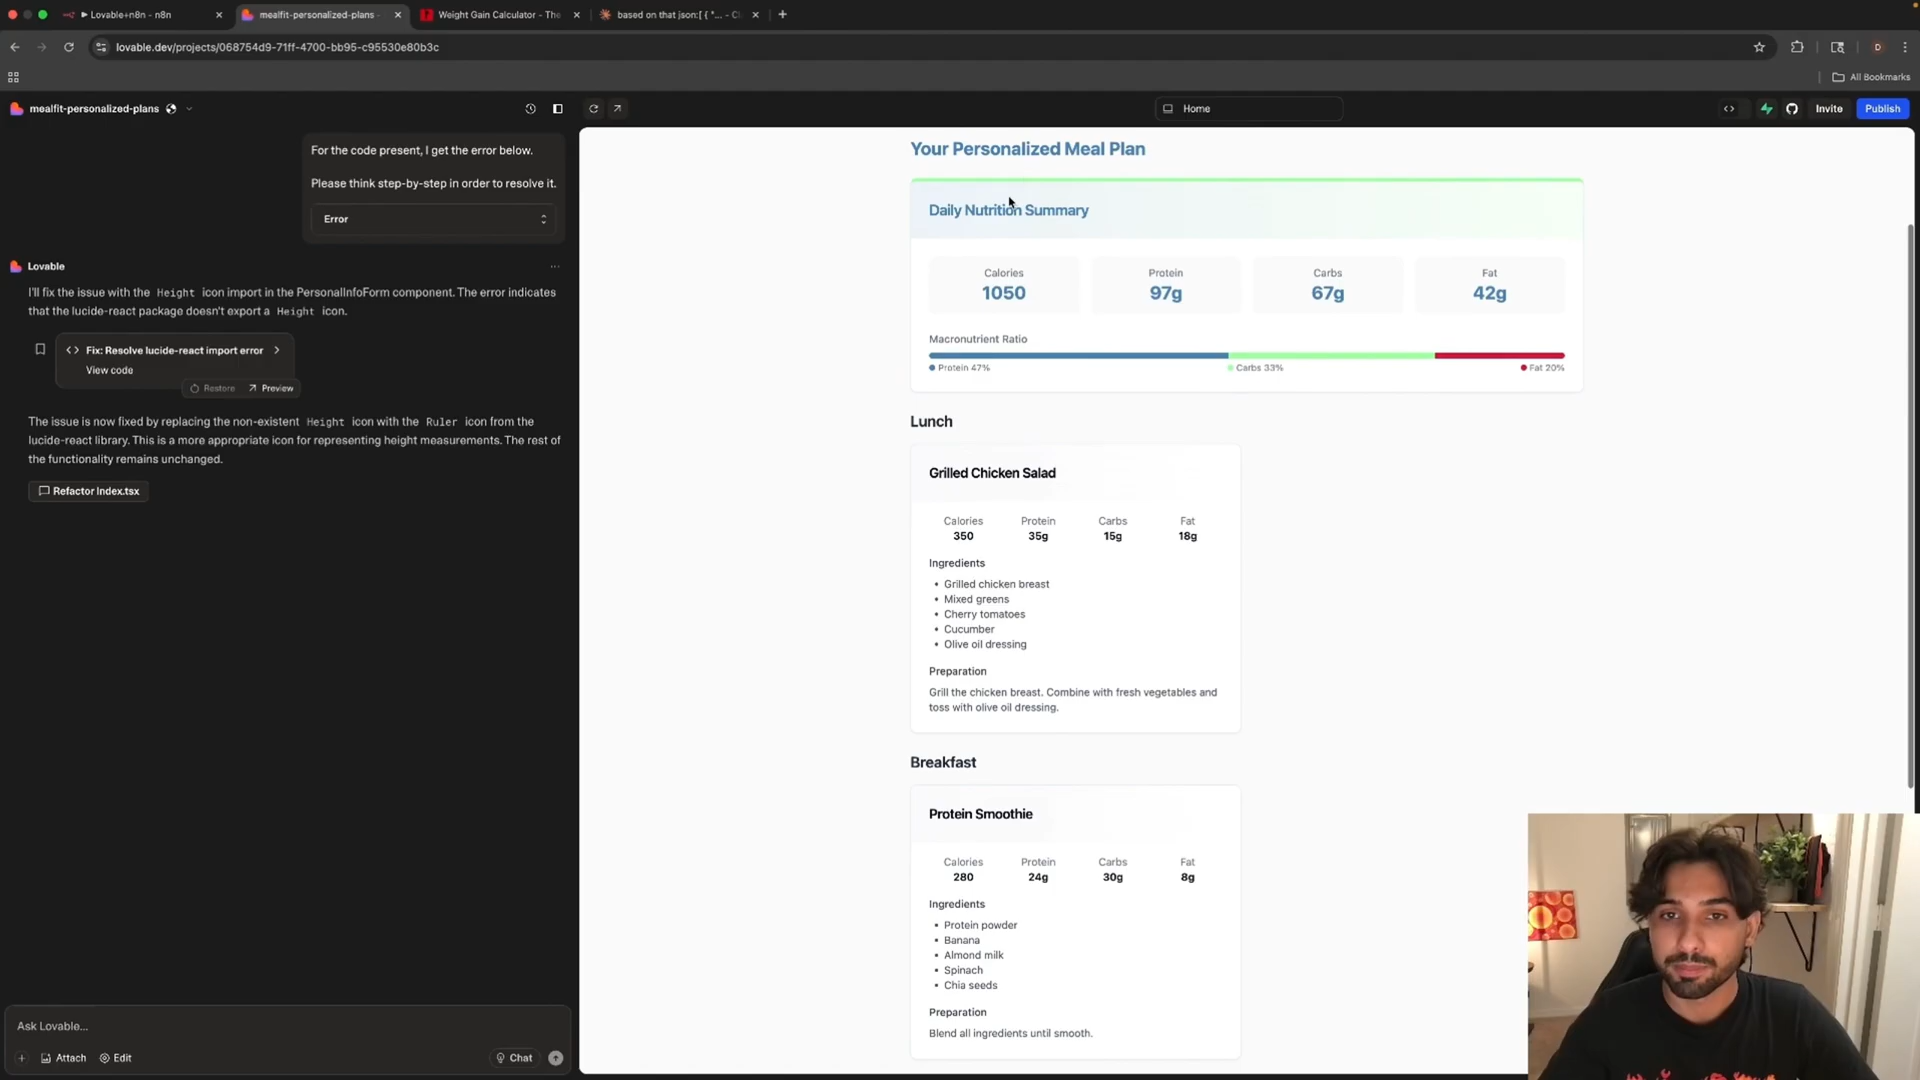 Lovable+n8n - n8n
mealfit-personalized-plans
Weight Gain Calculator - The
based on that json:[ { "... - C
lovable.dev/projects/068754d9-71ff-4700-bb95-c95530e80b3c
D
All Bookmarks
mealfit-personalized-plans
Home
Invite
Publish
For the code present, I get the error below.
Please think step-by-step in order to resolve it.
Error
Lovable
I'll fix the issue with the Height icon import in the PersonalInfoForm component. The error indicates
that the lucide-react package doesn't export a Height icon.
Fix: Resolve lucide-react import error
View code
Restore
Preview
The issue is now fixed by replacing the non-existent Height icon with the Ruler icon from the
lucide-react library. This is a more appropriate icon for representing height measurements. The rest of
the functionality remains unchanged.
Refactor Index.tsx
Ask Lovable...
Attach
Edit
Chat
Your Personalized Meal Plan
Daily Nutrition Summary
Calories Protein Carbs Fat
1050 97g 67g 42g
Macronutrient Ratio
Protein 47% Carbs 33% Fat 20%
Lunch
Grilled Chicken Salad
Calories Protein Carbs Fat
350 35g 15g 18g
Ingredients
• Grilled chicken breast
• Mixed greens
• Cherry tomatoes
• Cucumber
• Olive oil dressing
Preparation
Grill the chicken breast. Combine with fresh vegetables and
toss with olive oil dressing.
Breakfast
Protein Smoothie
Calories Protein Carbs Fat
280 24g 30g 8g
Ingredients
• Protein powder
• Banana
• Almond milk
• Spinach
• Chia seeds
Preparation
Blend all ingredients until smooth.